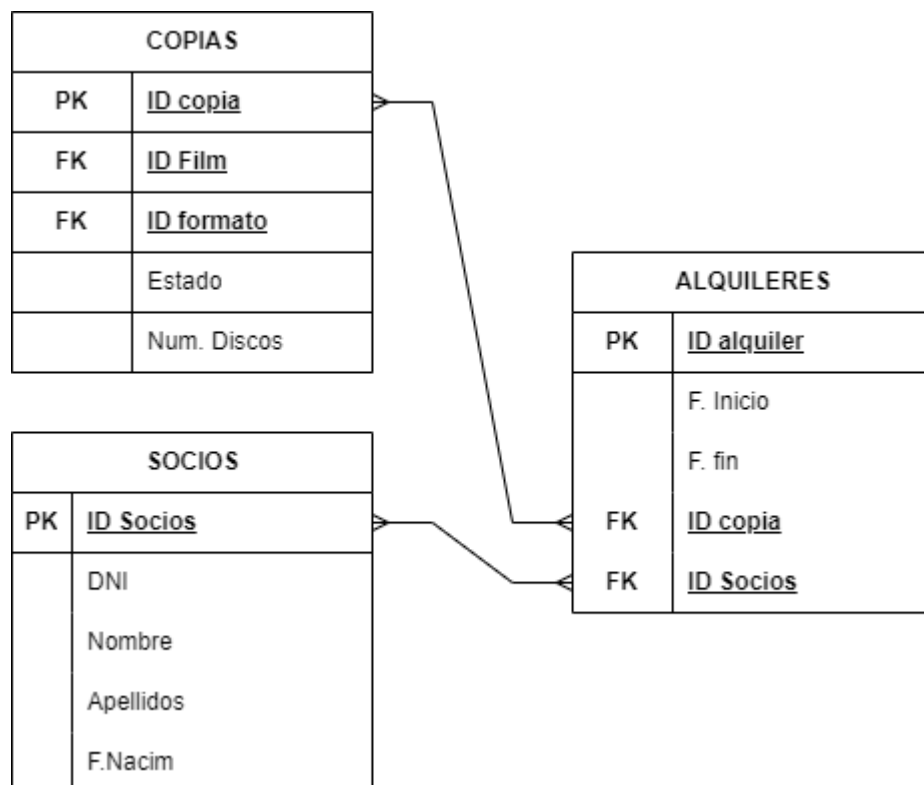 COPIAS
PK ID copia
FK ID Film
FK ID formato
Estado
Num. Discos
SOCIOS
PK ID Socios
DNI
Nombre
Apellidos
F.Nacim
ALQUILERES
PK ID alquiler
F. Inicio
F. fin
FK ID copia
FK ID Socios